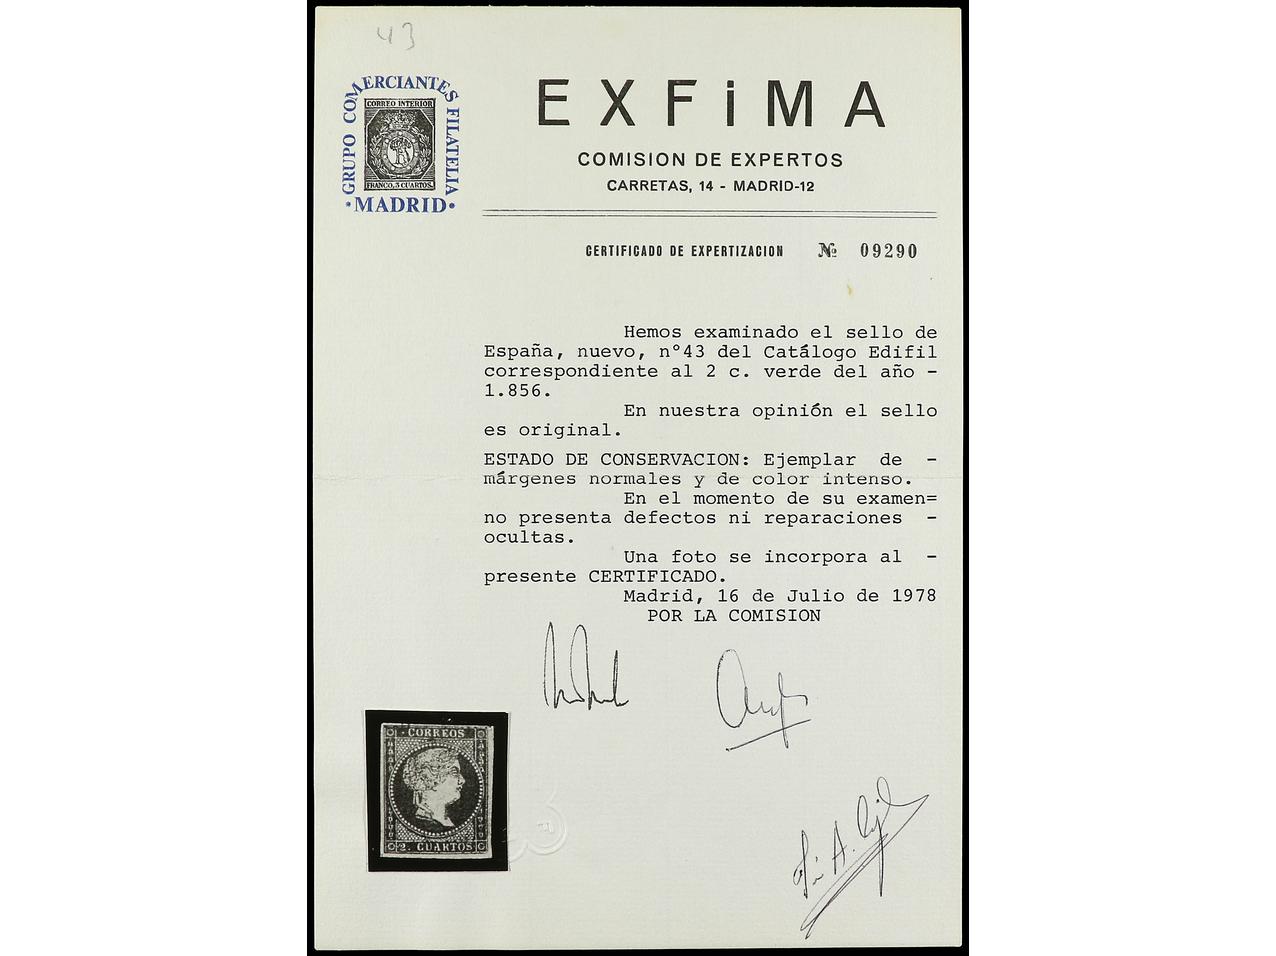 43
GRUPO COMERCIANTES FILATELIA
·MADRID·
CORREO INTERIOR
FRANCO, 3 CUARTOS.
EXFiMA
COMISION DE EXPERTOS
CARRETAS, 14 - MADRID-12
CERTIFICADO DE EXPERTIZACION № 09290
Hemos examinado el sello de
España, nuevo, nº43 del Catálogo Edifil
correspondiente al 2 c. verde del año -
1.856.
En nuestra opinión el sello
es original.
ESTADO DE CONSERVACION: Ejemplar de -
márgenes normales y de color intenso.
En el momento de su examen=
no presenta defectos ni reparaciones -
ocultas.
Una foto se incorpora al -
presente CERTIFICADO.
Madrid, 16 de Julio de 1978
POR LA COMISION
CORREOS
2. CUARTOS